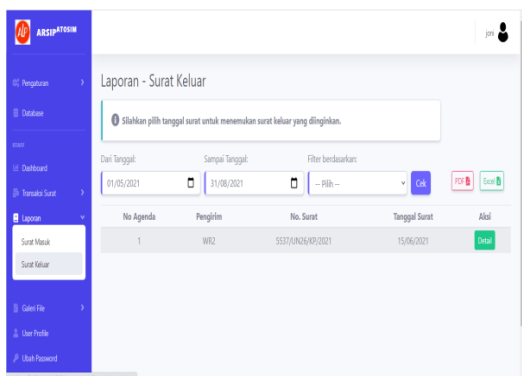 ARSIPATOSIM
joni
Pengaturan
Database
Dashboard
Transaksi Surat
Laporan
Surat Masuk
Surat Keluar
Galeri File
User Profile
Ubah Password
Laporan - Surat Keluar
Silahkan pilih tanggal surat untuk menemukan surat keluar yang diinginkan.
Dari Tanggal: Sampai Tanggal: Filter berdasarkan:
01/05/2021 31/08/2021 -- Pilih -- Cek PDF Excel
No Agenda Pengirim No. Surat Tanggal Surat Aksi
1 WR2 5537/UN26/KP/2021 15/06/2021 Detail